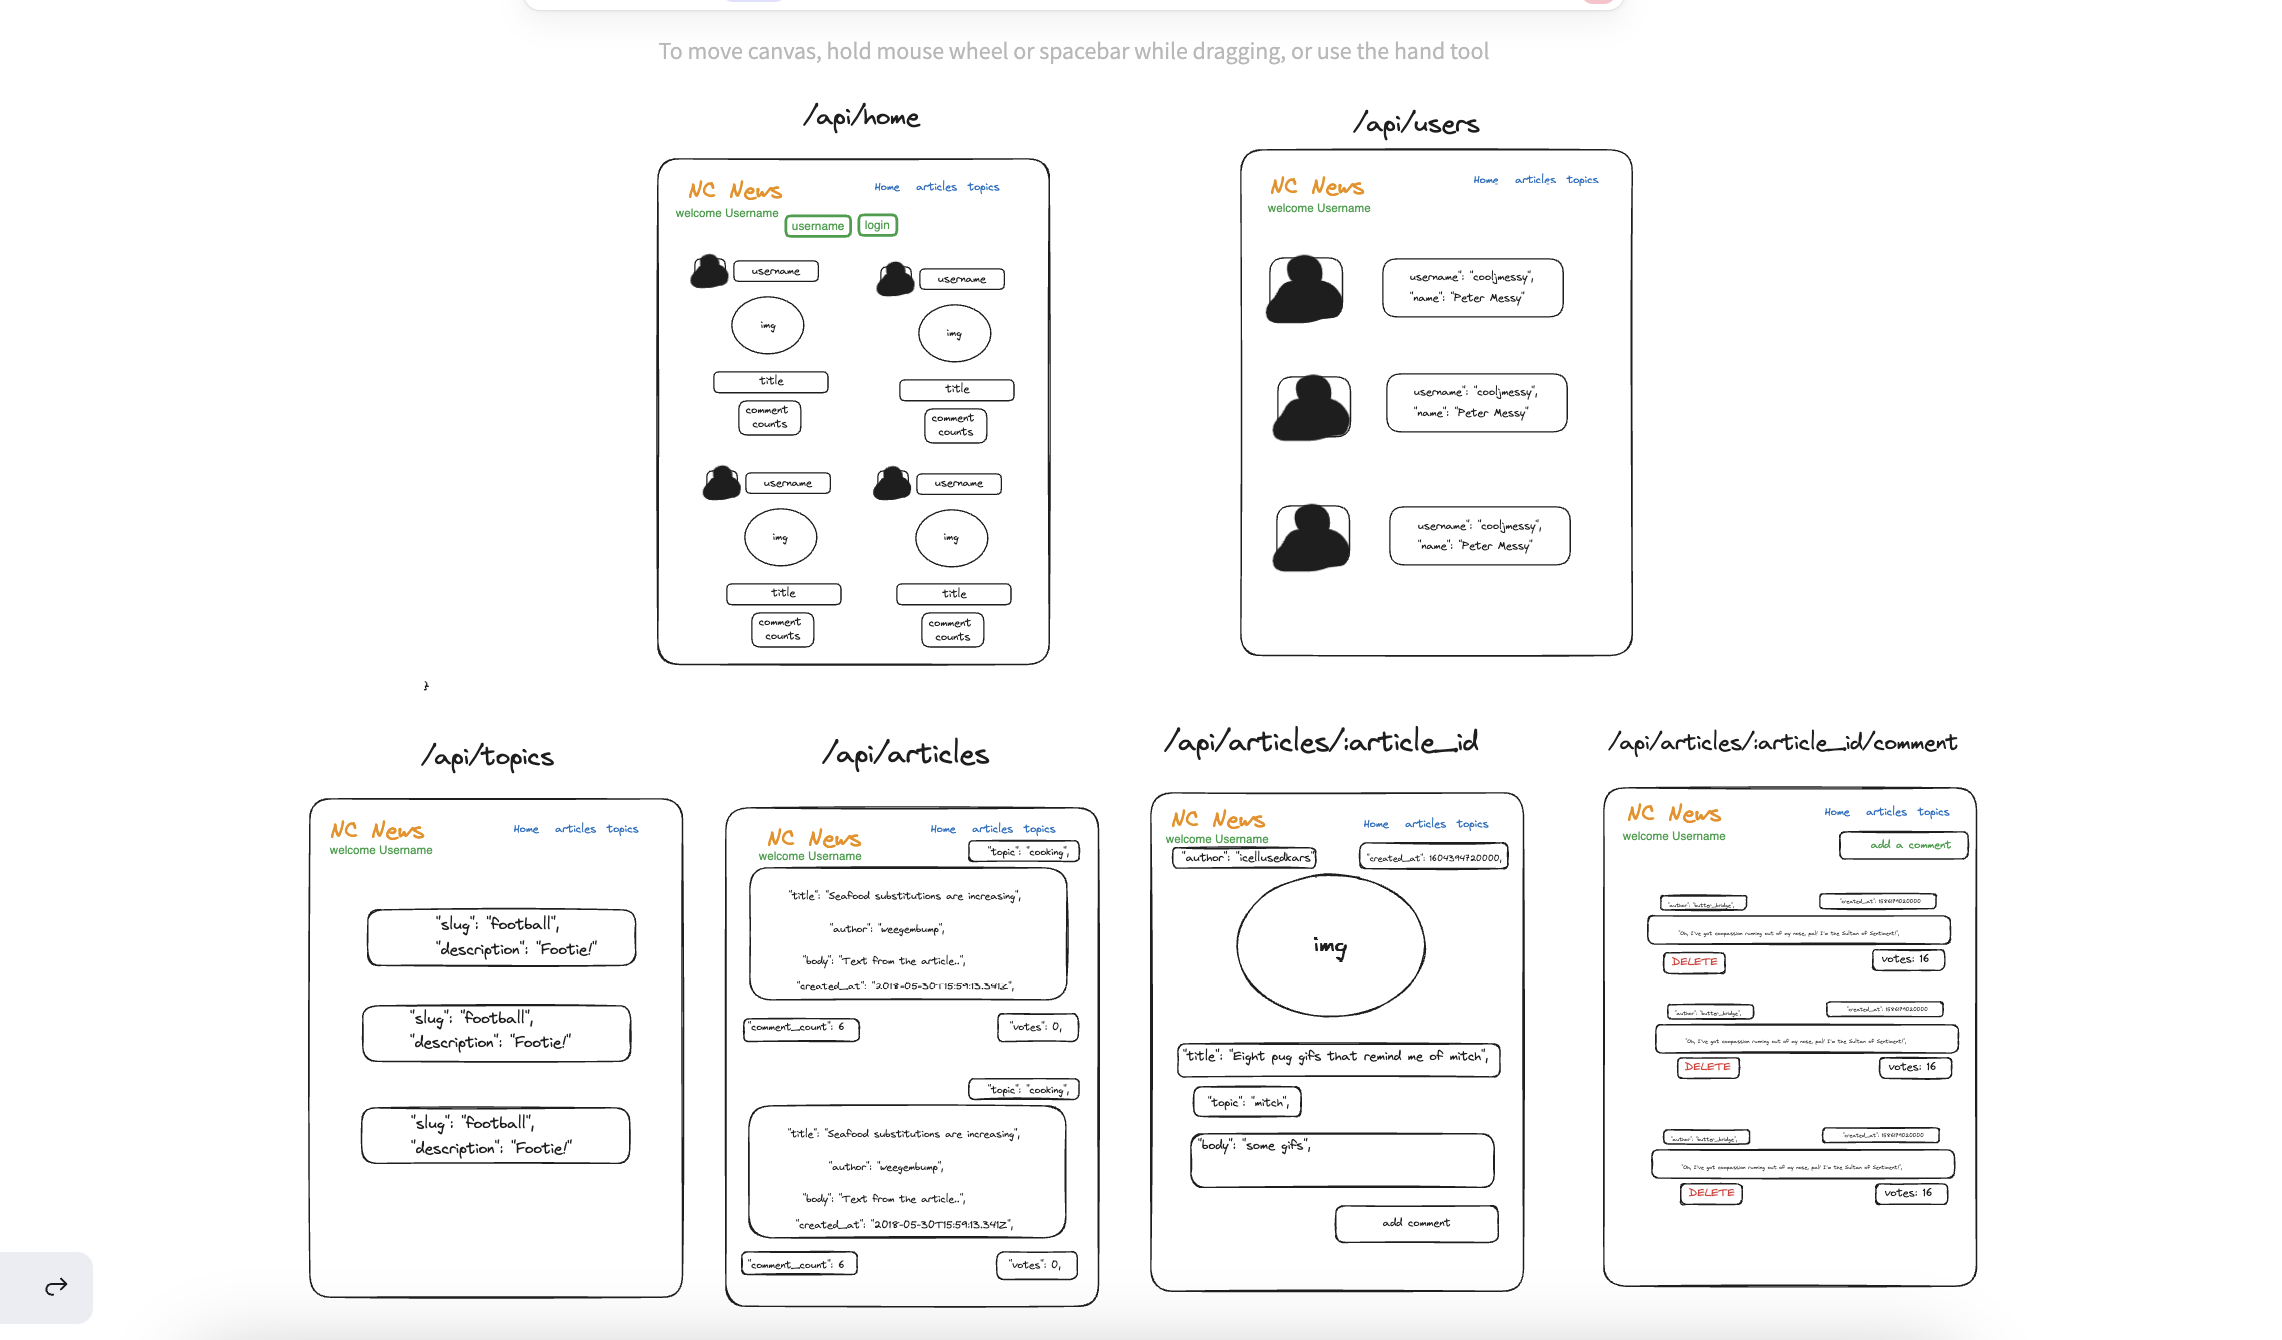 To move canvas, hold mouse wheel or spacebar while dragging, or use the hand tool
/api/home
NC News
Home articles topics
welcome Username
username login
username
img
title
comment
counts
username
img
title
comment
counts
username
img
title
comment
counts
username
img
title
comment
counts
/api/users
NC News
Home articles topics
welcome Username
username": "cooljmessy",
"name": "Peter Messy"
username": "cooljmessy",
"name": "Peter Messy"
username": "cooljmessy",
"name": "Peter Messy"
}
/api/topics
NC News
Home articles topics
welcome Username
"slug": "football",
"description": "Footie!"
"slug": "football",
"description": "Footie!"
"slug": "football",
"description": "Footie!"
/api/articles
NC News
Home articles topics
welcome Username
"topic": "cooking",
"title": "Seafood substitutions are increasing",
"author": "weegembump",
"body": "Text from the article..",
"created_at": "2018-05-30T15:59:13.341Z",
"comment_count": 6
"votes": 0,
"topic": "cooking",
"title": "Seafood substitutions are increasing",
"author": "weegembump",
"body": "Text from the article..",
"created_at": "2018-05-30T15:59:13.341Z",
"comment_count": 6
"votes": 0,
/api/articles/:article_id
NC News
Home articles topics
welcome Username
"author": "icellusedkars"
"created_at": 1604394720000,
img
"title": "Eight pug gifs that remind me of mitch",
"topic": "mitch",
"body": "some gifs",
add comment
/api/articles/:article_id/comment
NC News
Home articles topics
welcome Username
add a comment
"author": "butter_bridge",
"created_at": 1586179020000
"Oh, I've got compassion running out of my nose, pal! I'm the Sultan of Sentiment!",
DELETE
votes: 16
"author": "butter_bridge",
"created_at": 1586179020000
"Oh, I've got compassion running out of my nose, pal! I'm the Sultan of Sentiment!",
DELETE
votes: 16
"author": "butter_bridge",
"created_at": 1586179020000
"Oh, I've got compassion running out of my nose, pal! I'm the Sultan of Sentiment!",
DELETE
votes: 16